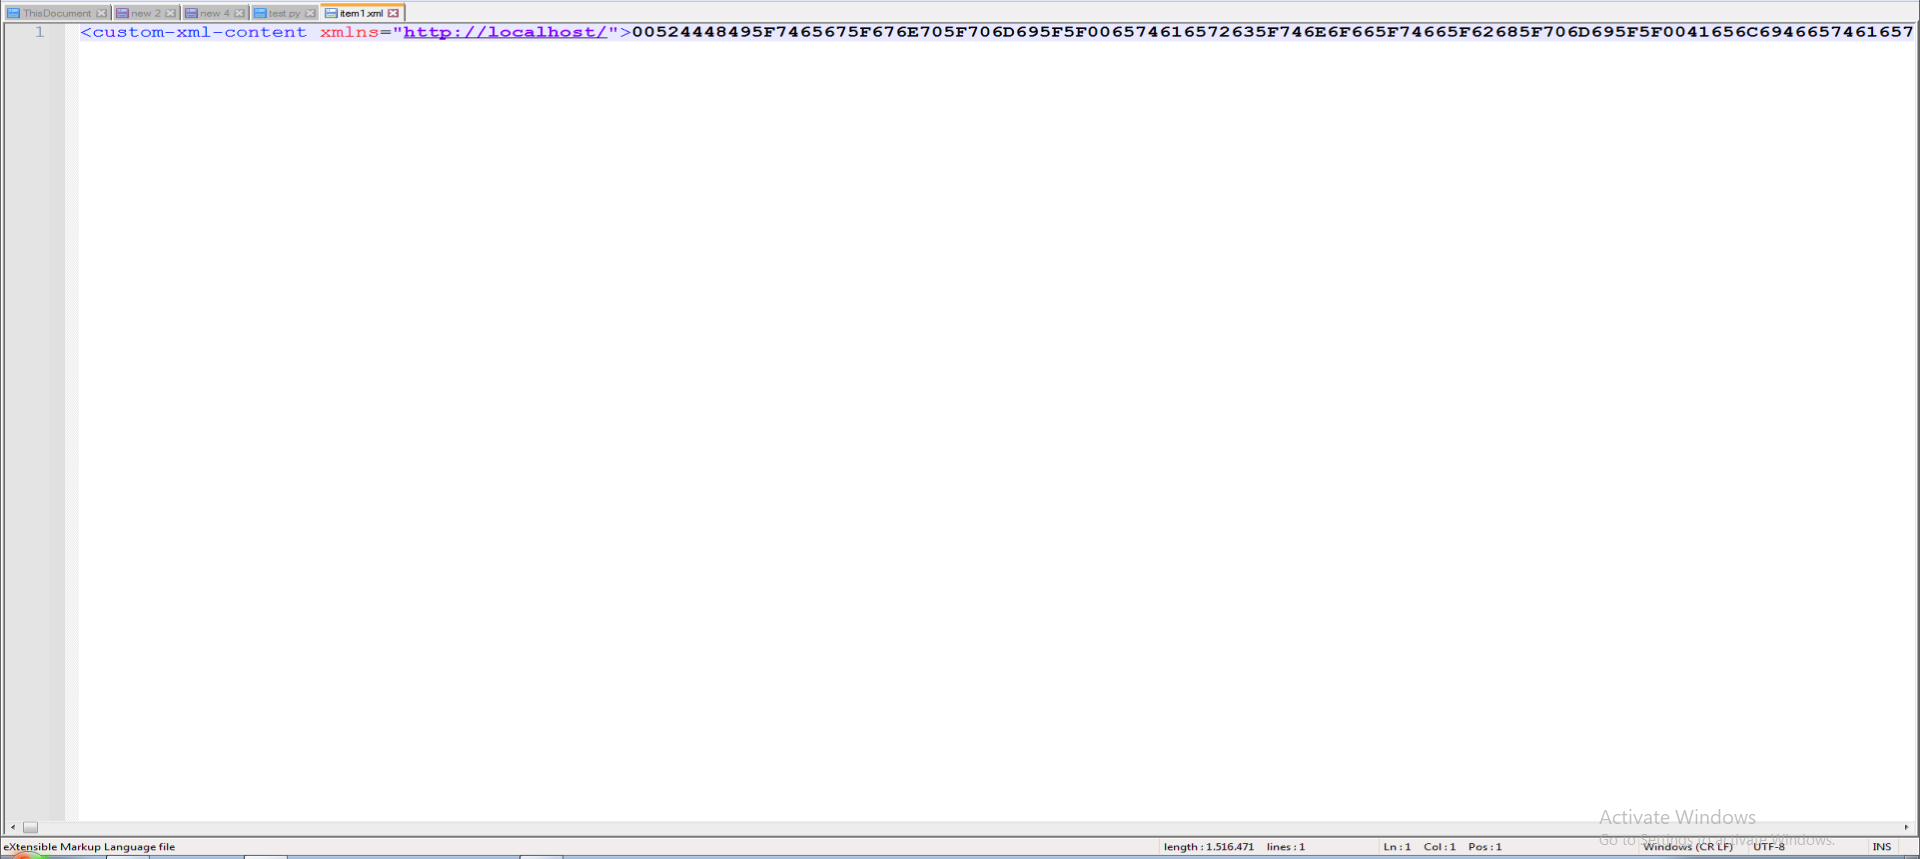 ThisDocument new 2 new 4 test.py item1.xml
1 <custom-xml-content xmlns="http://localhost/">00524448495F7465675F676E705F706D695F5F006574616572635F746E6F665F74665F62685F706D695F5F0041656C6946657461657
Activate Windows
Go to Settings to activate Windows.
eXtensible Markup Language file length : 1.516.471 lines : 1 Ln : 1 Col : 1 Pos : 1 Windows (CR LF) UTF-8 INS